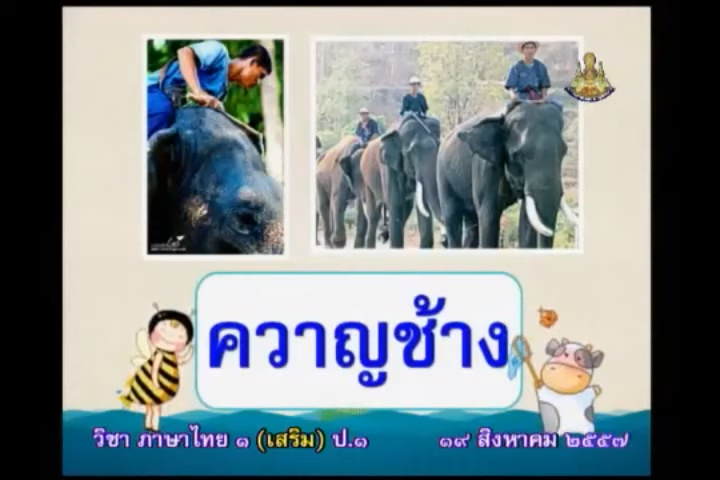 ควาญช้าง
วิชา ภาษาไทย ๑ (เสริม) ป.๑ ๑๙ สิงหาคม ๒๕๕๗